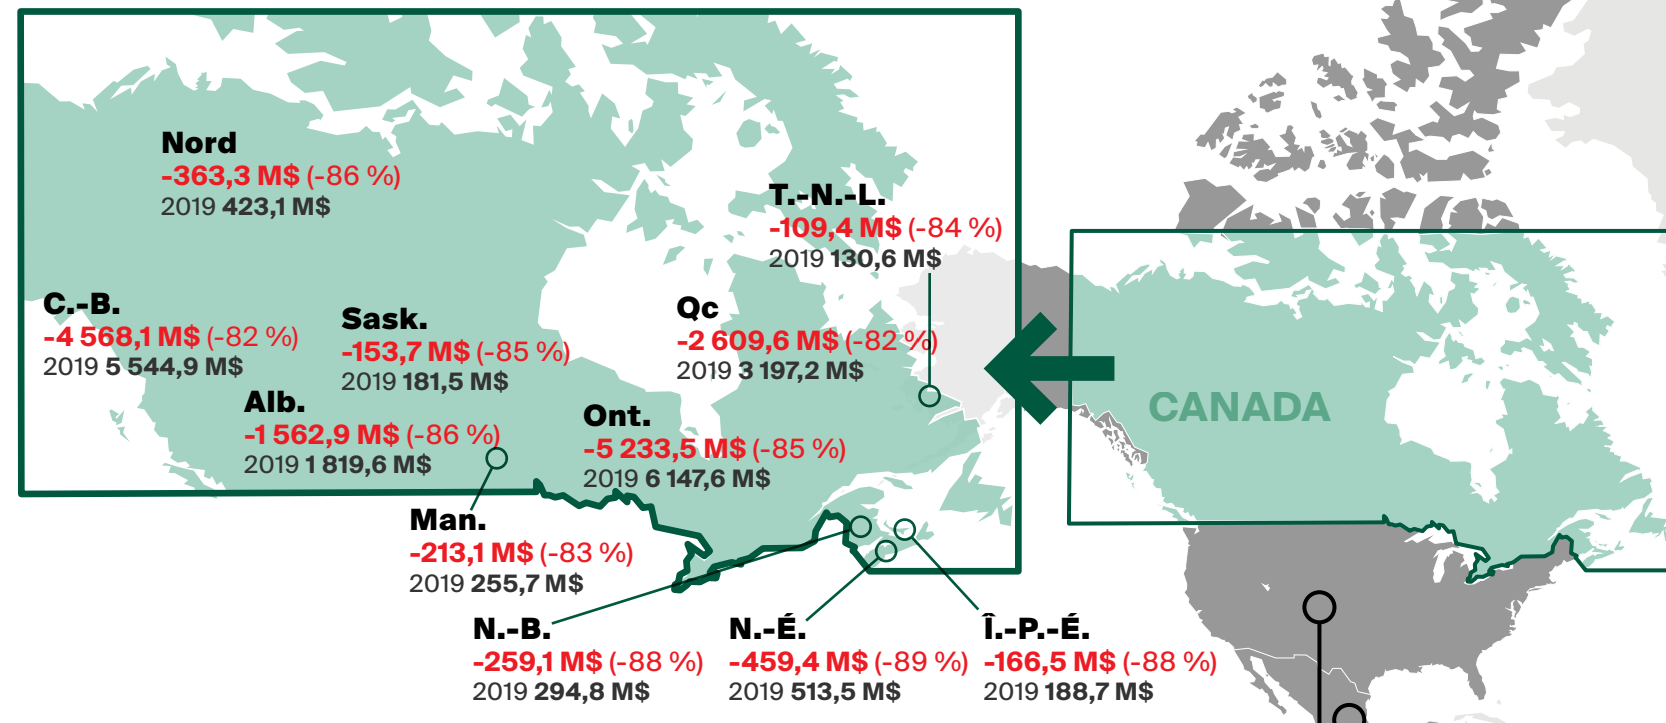 Nord
-363,3 M$ (-86 %)
2019 423,1 M$
T.-N.-L.
-109,4 M$ (-84 %)
2019 130,6 M$
C.-B.
-4 568,1 M$ (-82 %)
2019 5 544,9 M$
Sask.
-153,7 M$ (-85 %)
2019 181,5 M$
Qc
-2 609,6 M$ (-82 %)
2019 3 197,2 M$
CANADA
Alb.
-1 562,9 M$ (-86 %)
2019 1 819,6 M$
Ont.
-5 233,5 M$ (-85 %)
2019 6 147,6 M$
Man.
-213,1 M$ (-83 %)
2019 255,7 M$
N.-B.
-259,1 M$ (-88 %)
2019 294,8 M$
N.-É.
-459,4 M$ (-89 %)
2019 513,5 M$
Î.-P.-É.
-166,5 M$ (-88 %)
2019 188,7 M$